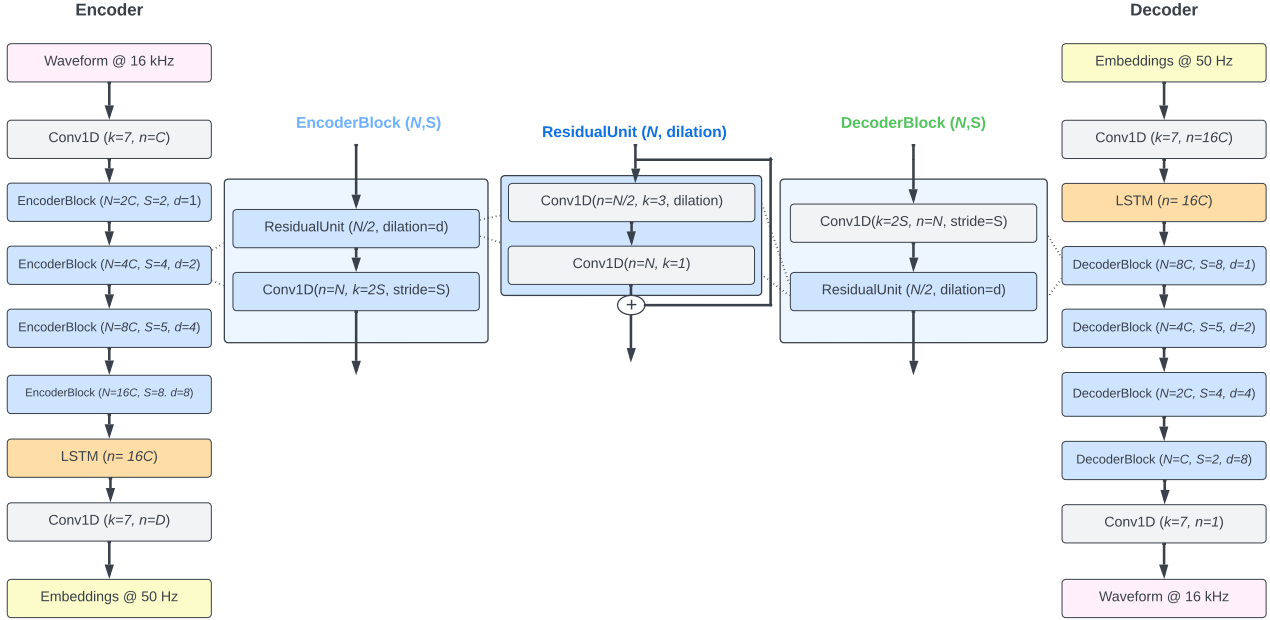 Encoder
Waveform @ 16 kHz
Conv1D (k=7, n=C)
EncoderBlock (N=2C, S=2, d=1)
EncoderBlock (N=4C, S=4, d=2)
EncoderBlock (N=8C, S=5, d=4)
EncoderBlock (N=16C, S=8. d=8)
LSTM (n= 16C)
Conv1D (k=7, n=D)
Embeddings @ 50 Hz
EncoderBlock (N,S)
ResidualUnit (N/2, dilation=d)
Conv1D(n=N, k=2S, stride=S)
ResidualUnit (N, dilation)
Conv1D(n=N/2, k=3, dilation)
Conv1D(n=N, k=1)
+
DecoderBlock (N,S)
Conv1D(k=2S, n=N, stride=S)
ResidualUnit (N/2, dilation=d)
Decoder
Embeddings @ 50 Hz
Conv1D (k=7, n=16C)
LSTM (n= 16C)
DecoderBlock (N=8C, S=8, d=1)
DecoderBlock (N=4C, S=5, d=2)
DecoderBlock (N=2C, S=4, d=4)
DecoderBlock (N=C, S=2, d=8)
Conv1D (k=7, n=1)
Waveform @ 16 kHz